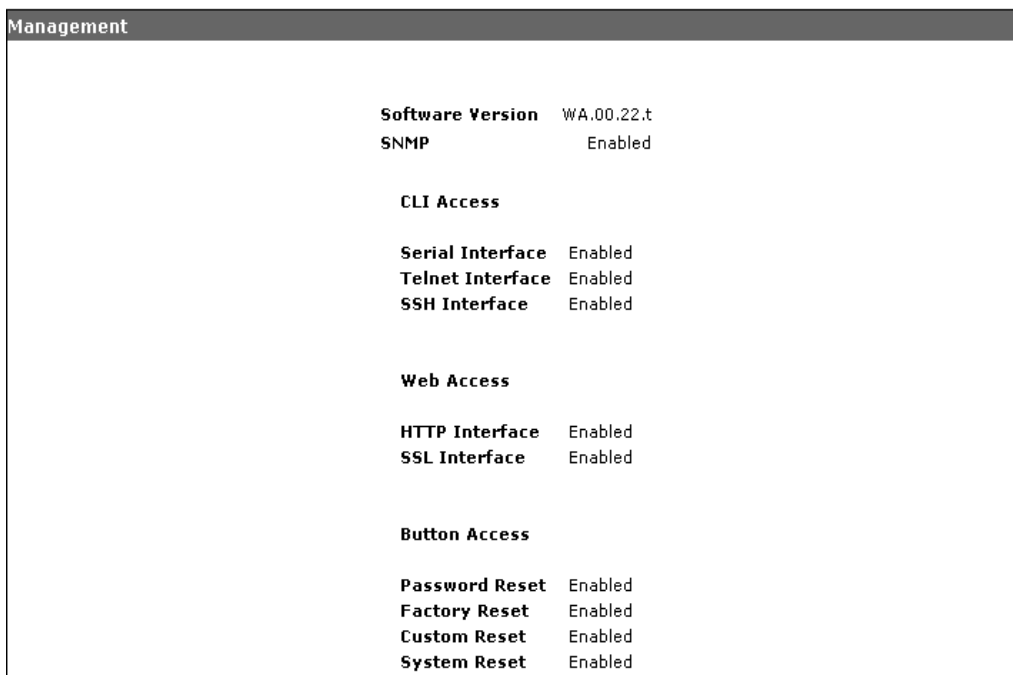 Management
Software Version WA.00.22.t
SNMP Enabled
CLI Access
Serial Interface Enabled
Telnet Interface Enabled
SSH Interface Enabled
Web Access
HTTP Interface Enabled
SSL Interface Enabled
Button Access
Password Reset Enabled
Factory Reset Enabled
Custom Reset Enabled
System Reset Enabled